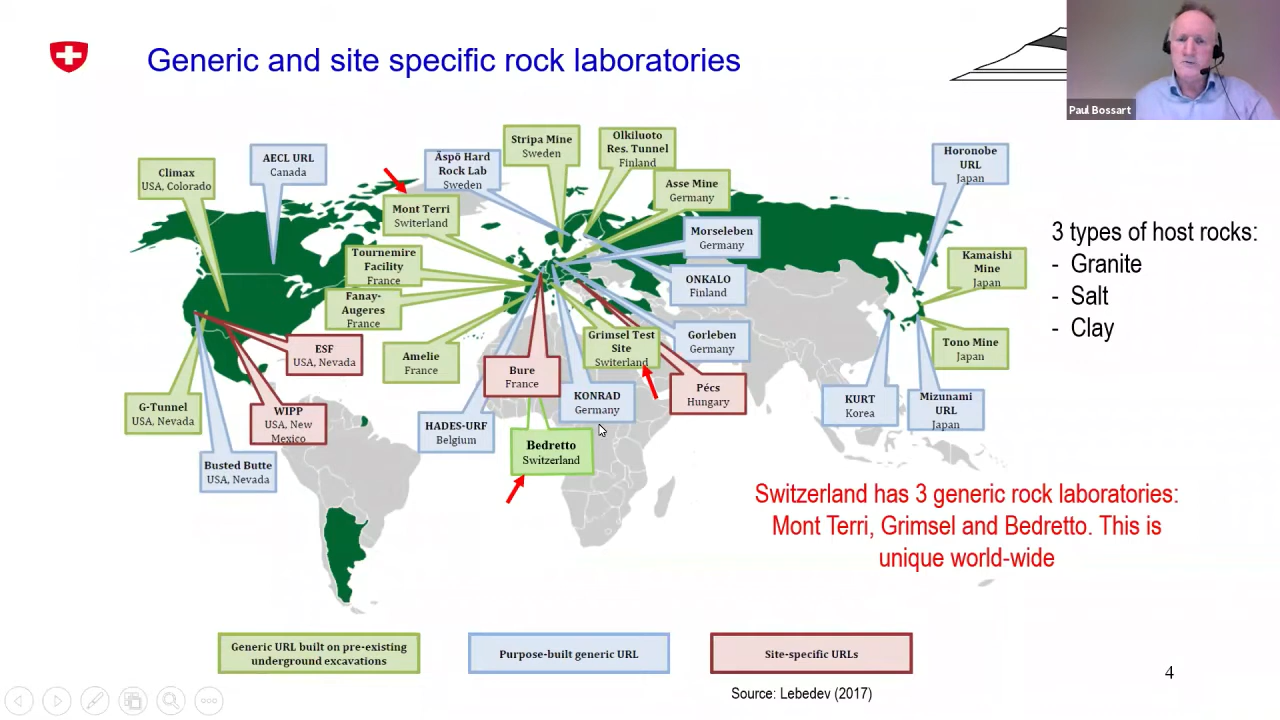 Generic and site specific rock laboratories
Paul Bossart
Climax
USA, Colorado
AECL URL
Canada
Äspö Hard
Rock Lab
Sweden
Stripa Mine
Sweden
Olkiluoto
Res. Tunnel
Finland
Asse Mine
Germany
Horonobe
URL
Japan
Mont Terri
Switerland
Morseleben
Germany
3 types of host rocks:
- Granite
- Salt
- Clay
Tournemire
Facility
France
ONKALO
Finland
Kamaishi
Mine
Japan
Fanay-
Augeres
France
ESF
USA, Nevada
Amelie
France
Grimsel Test
Site
Switerland
Gorleben
Germany
Tono Mine
Japan
Bure
France
KONRAD
Germany
Pécs
Hungary
KURT
Korea
Mizunami
URL
Japan
G-Tunnel
USA, Nevada
WIPP
USA, New
Mexico
HADES-URF
Belgium
Bedretto
Switzerland
Busted Butte
USA, Nevada
Switzerland has 3 generic rock laboratories:
Mont Terri, Grimsel and Bedretto. This is
unique world-wide
Generic URL built on pre-existing
underground excavations
Purpose-built generic URL
Site-specific URLs
Source: Lebedev (2017)
4